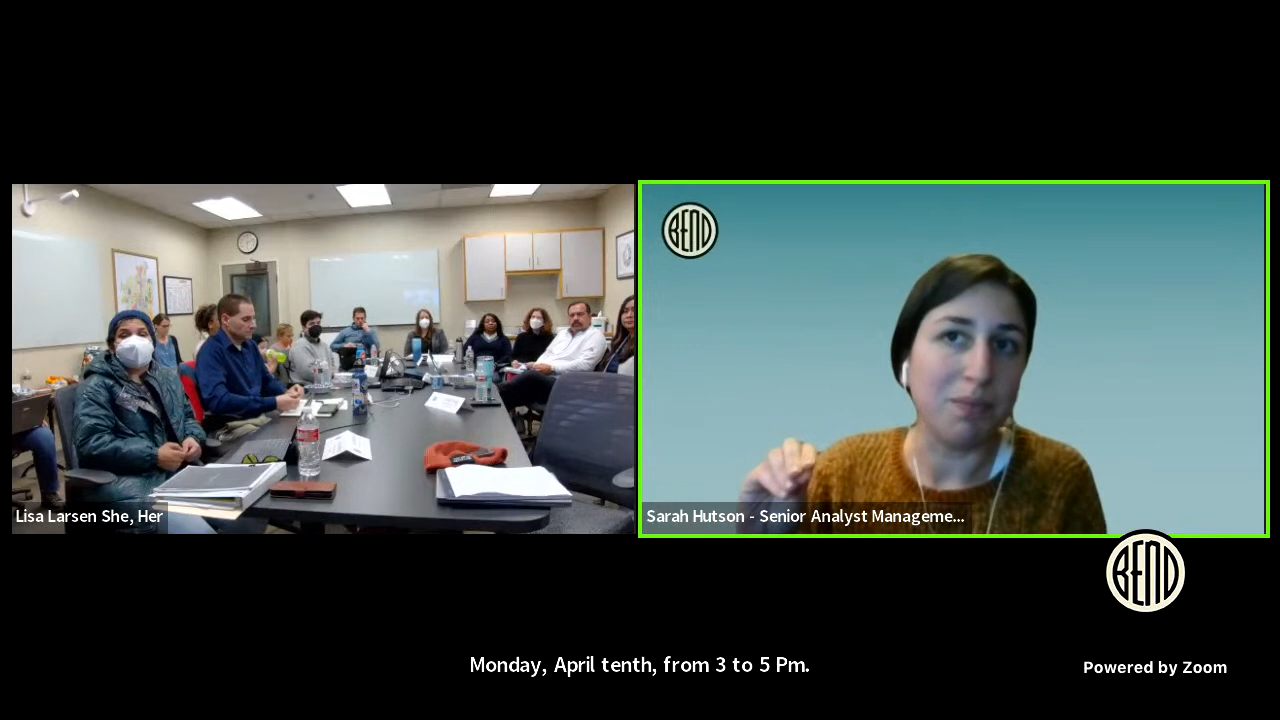 BEND
Lisa Larsen She, Her
Sarah Hutson - Senior Analyst Manageme...
BEND
Monday, April tenth, from 3 to 5 Pm.
Powered by Zoom